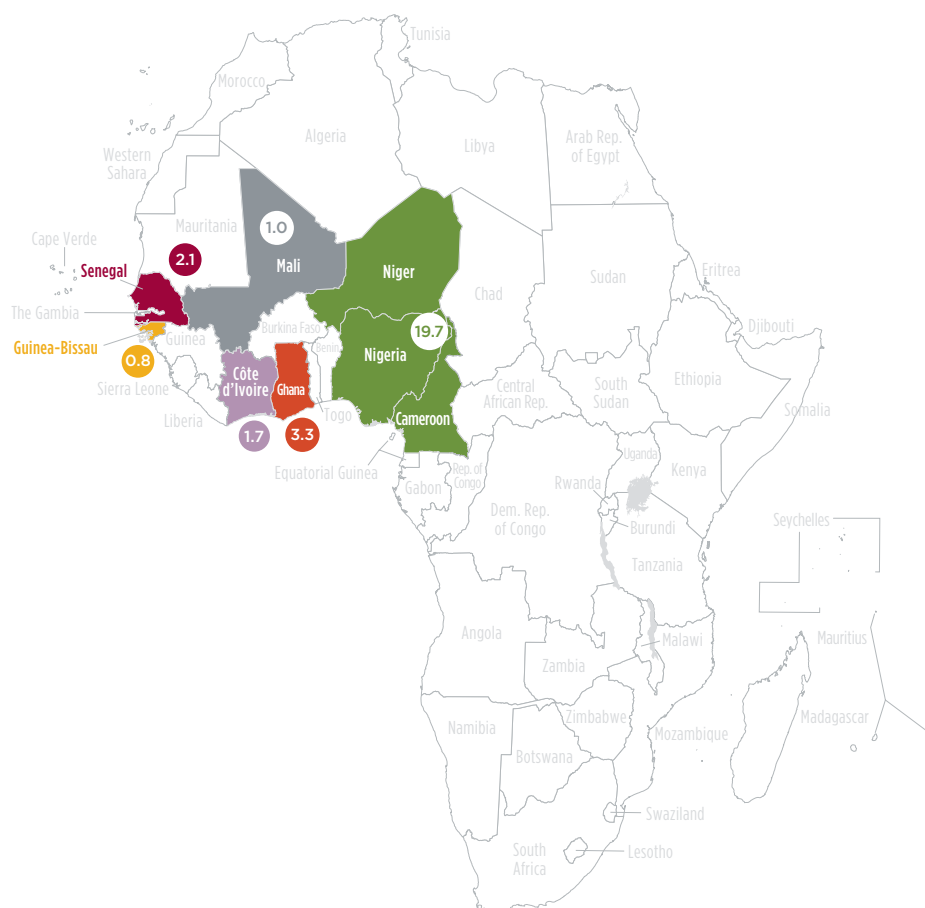 Tunisia
Morocco
Algeria
Libya
Arab Rep.
of Egypt
Western
Sahara
Mauritania
1.0
Mali
Cape Verde
2.1
Senegal
Niger
Chad
Sudan
Eritrea
The Gambia
Guinea-Bissau
Guinea
Burkina Faso
Benin
19.7
Nigeria
Djibouti
0.8
Sierra Leone
Côte
d'Ivoire
Ghana
Togo
Cameroon
Central
African Rep.
South
Sudan
Ethiopia
Somalia
Liberia
1.7
3.3
Equatorial Guinea
Gabon
Rep. of
Congo
Uganda
Kenya
Rwanda
Dem. Rep.
of Congo
Burundi
Tanzania
Seychelles
Angola
Malawi
Zambia
Mauritius
Namibia
Zimbabwe
Mozambique
Madagascar
Botswana
Swaziland
South
Africa
Lesotho